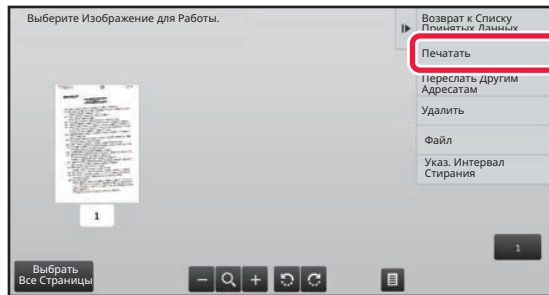 Выберите Изображение для Работы.
Возврат к Списку
Принятых Данных
Печатать
Переслать Другим
Адресатам
Удалить
Файл
Указ. Интервал
Стирания
1
1
Выбрать
Все Страницы